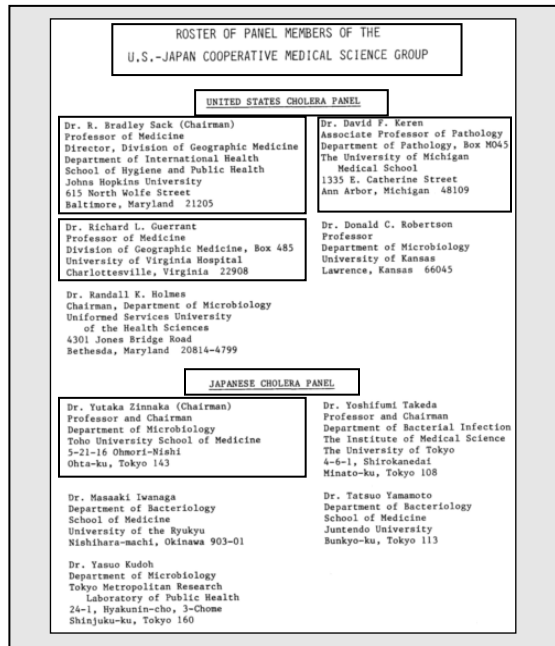 ROSTER OF PANEL MEMBERS OF THE
U.S.-JAPAN COOPERATIVE MEDICAL SCIENCE GROUP
UNITED STATES CHOLERA PANEL
Dr. R. Bradley Sack (Chairman)
Professor of Medicine
Director, Division of Geographic Medicine
Department of International Health
School of Hygiene and Public Health
Johns Hopkins University
615 North Wolfe Street
Baltimore, Maryland 21205
Dr. David F. Keren
Associate Professor of Pathology
Department of Pathology, Box M045
The University of Michigan
Medical School
1335 E. Catherine Street
Ann Arbor, Michigan 48109
Dr. Richard L. Guerrant
Professor of Medicine
Division of Geographic Medicine, Box 485
University of Virginia Hospital
Charlottesville, Virginia 22908
Dr. Donald C. Robertson
Professor
Department of Microbiology
University of Kansas
Lawrence, Kansas 66045
Dr. Randall K. Holmes
Chairman, Department of Microbiology
Uniformed Services University
of the Health Sciences
4301 Jones Bridge Road
Bethesda, Maryland 20814-4799
JAPANESE CHOLERA PANEL
Dr. Yutaka Zinnaka (Chairman)
Professor and Chairman
Department of Microbiology
Toho University School of Medicine
5-21-16 Ohmori-Nishi
Ohta-ku, Tokyo 143
Dr. Yoshifumi Takeda
Professor and Chairman
Department of Bacterial Infection
The Institute of Medical Science
The University of Tokyo
4-6-1, Shirokanedai
Minato-ku, Tokyo 108
Dr. Masaaki Iwanaga
Department of Bacteriology
School of Medicine
University of the Ryukyu
Nishihara-machi, Okinawa 903-01
Dr. Tatsuo Yamamoto
Department of Bacteriology
School of Medicine
Juntendo University
Bunkyo-ku, Tokyo 113
Dr. Yasuo Kudoh
Department of Microbiology
Tokyo Metropolitan Research
Laboratory of Public Health
24-1, Hyakunin-cho, 3-Chome
Shinjuku-ku, Tokyo 160